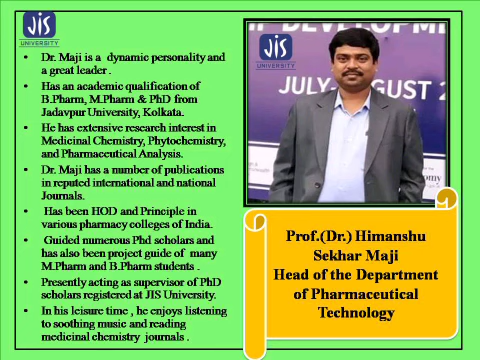 JIS
UNIVERSITY
Dr. Maji is a dynamic personality and
a great leader .
Has an academic qualification of
B.Pharm, M.Pharm & PhD from
Jadavpur University, Kolkata.
He has extensive research interest in
Medicinal Chemistry, Phytochemistry,
and Pharmaceutical Analysis.
Dr. Maji has a number of publications
in reputed international and national
Journals.
Has been HOD and Principle in
various pharmacy colleges of India.
Guided numerous Phd scholars and
has also been project guide of many
M.Pharm and B.Pharm students .
Presently acting as supervisor of PhD
scholars registered at JIS University.
In his leisure time , he enjoys listening
to soothing music and reading
medicinal chemistry journals .
JIS
UNIVERSITY
DEVELOPMEN
JULY-AUGUST 2
Prof.(Dr.) Himanshu
Sekhar Maji
Head of the Department
of Pharmaceutical
Technology